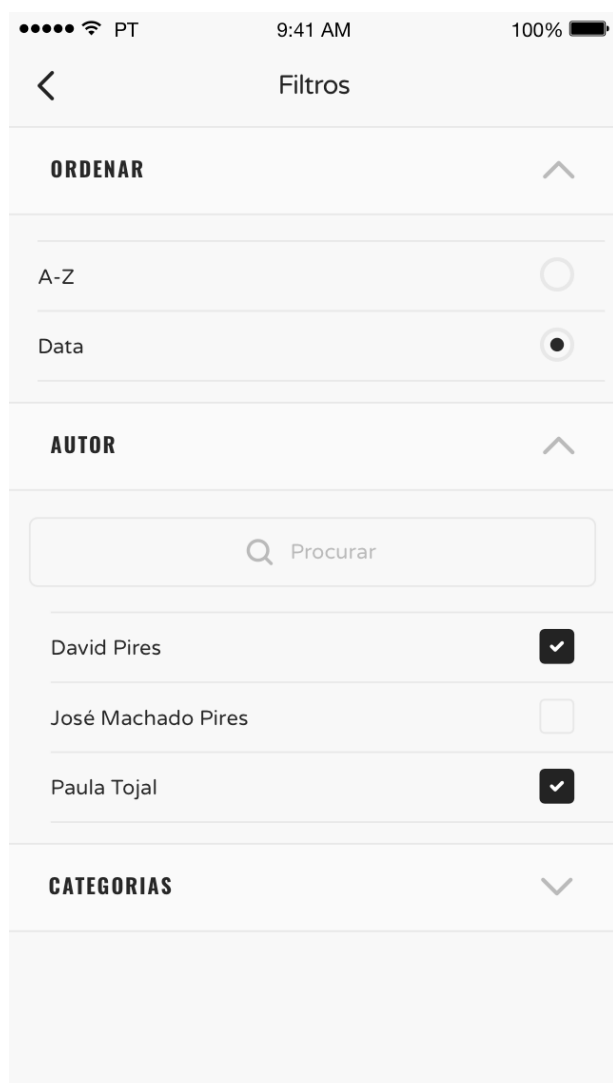 PT 9:41 AM 100%
Filtros
ORDENAR
A-Z
Data
AUTOR
Procurar
David Pires
José Machado Pires
Paula Tojal
CATEGORIAS